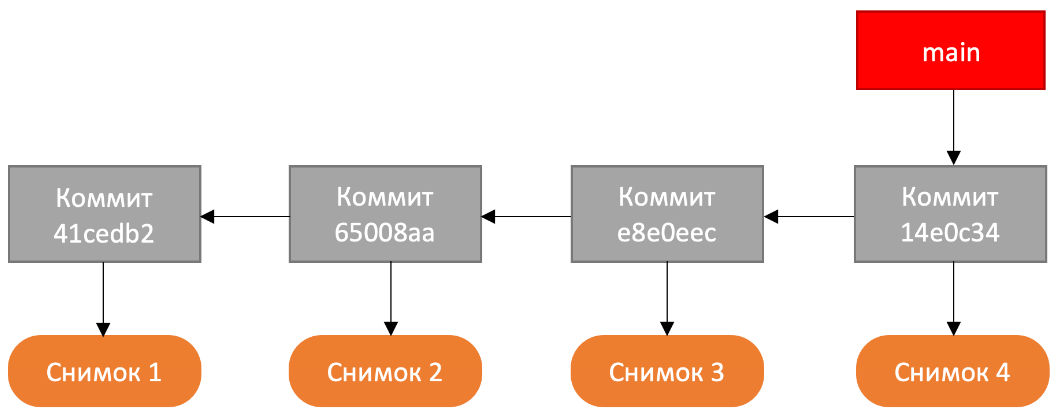 main
Коммит
41cedb2
Коммит
65008aa
Коммит
e8e0eec
Коммит
14e0c34
Снимок 1
Снимок 2
Снимок 3
Снимок 4